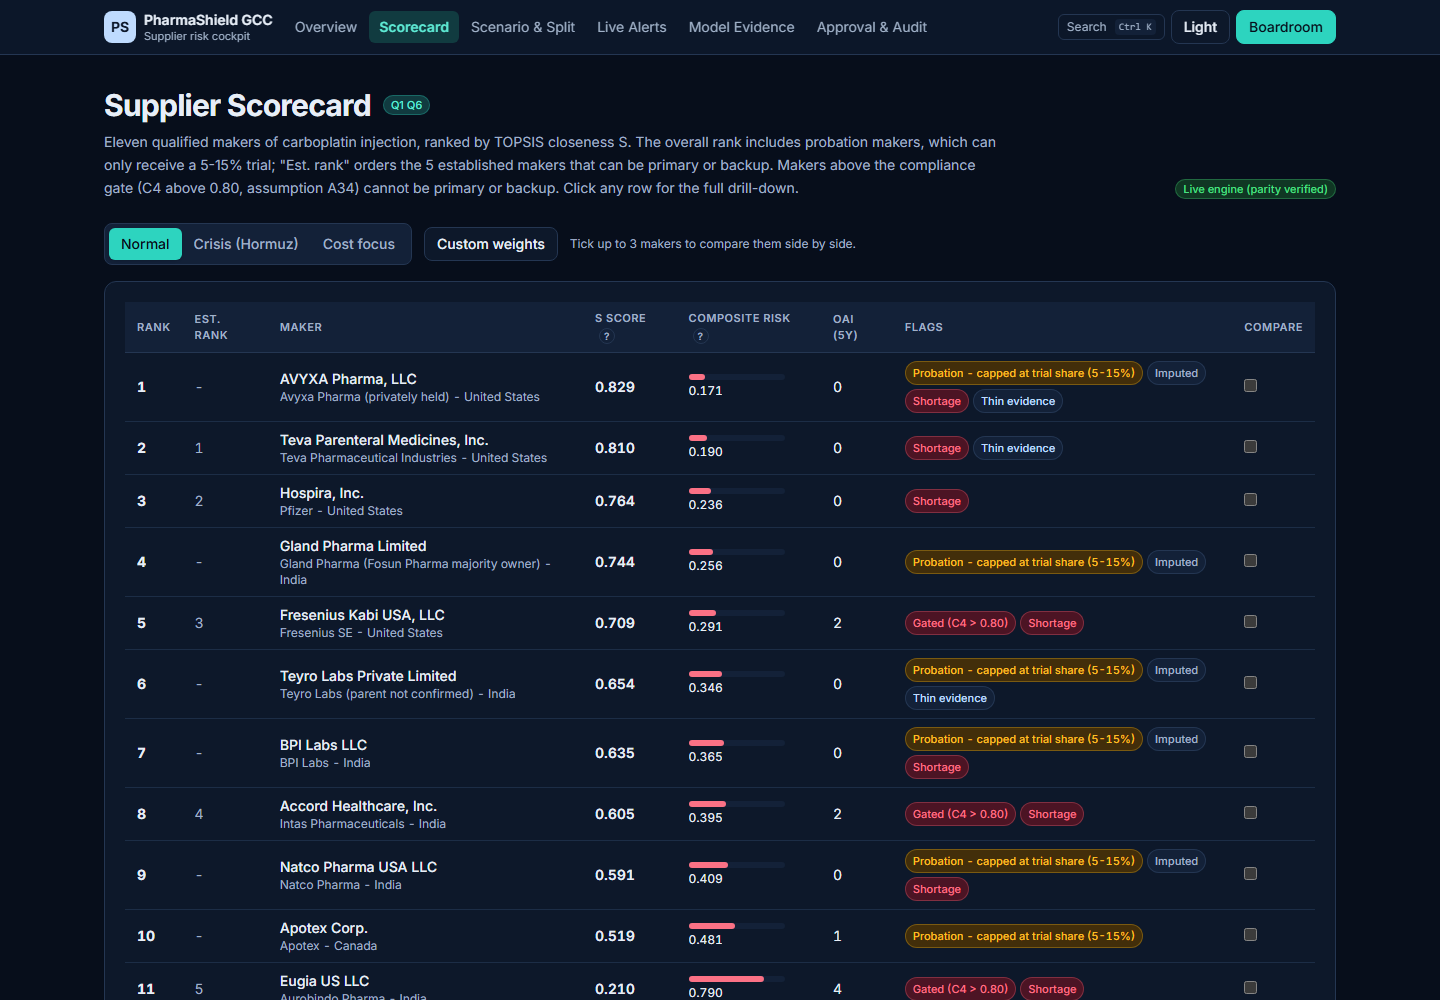 PS
PharmaShield GCC
Supplier risk cockpit
Overview
Scorecard
Scenario & Split
Live Alerts
Model Evidence
Approval & Audit
Search Ctrl K
Light
Boardroom
Supplier Scorecard
Q1 Q6
Eleven qualified makers of carboplatin injection, ranked by TOPSIS closeness S. The overall rank includes probation makers, which can
only receive a 5-15% trial; "Est. rank" orders the 5 established makers that can be primary or backup. Makers above the compliance
gate (C4 above 0.80, assumption A34) cannot be primary or backup. Click any row for the full drill-down.
Live engine (parity verified)
Normal
Crisis (Hormuz)
Cost focus
Custom weights
Tick up to 3 makers to compare them side by side.
RANK
EST. RANK
MAKER
S SCORE ?
COMPOSITE RISK ?
OAI (5Y)
FLAGS
COMPARE
1 - AVYXA Pharma, LLC 0.829 0.171 0 Probation - capped at trial share (5-15%) Imputed
Avyxa Pharma (privately held) - United States Shortage Thin evidence
2 1 Teva Parenteral Medicines, Inc. 0.810 0.190 0 Shortage Thin evidence
Teva Pharmaceutical Industries - United States
3 2 Hospira, Inc. 0.764 0.236 0 Shortage
Pfizer - United States
4 - Gland Pharma Limited 0.744 0.256 0 Probation - capped at trial share (5-15%) Imputed
Gland Pharma (Fosun Pharma majority owner) -
India
5 3 Fresenius Kabi USA, LLC 0.709 0.291 2 Gated (C4 > 0.80) Shortage
Fresenius SE - United States
6 - Teyro Labs Private Limited 0.654 0.346 0 Probation - capped at trial share (5-15%) Imputed
Teyro Labs (parent not confirmed) - India Thin evidence
7 - BPI Labs LLC 0.635 0.365 0 Probation - capped at trial share (5-15%) Imputed
BPI Labs - India Shortage
8 4 Accord Healthcare, Inc. 0.605 0.395 2 Gated (C4 > 0.80) Shortage
Intas Pharmaceuticals - India
9 - Natco Pharma USA LLC 0.591 0.409 0 Probation - capped at trial share (5-15%) Imputed
Natco Pharma - India Shortage
10 - Apotex Corp. 0.519 0.481 1 Probation - capped at trial share (5-15%)
Apotex - Canada
11 5 Eugia US LLC 0.210 0.790 4 Gated (C4 > 0.80) Shortage
Aurobindo Pharma - India